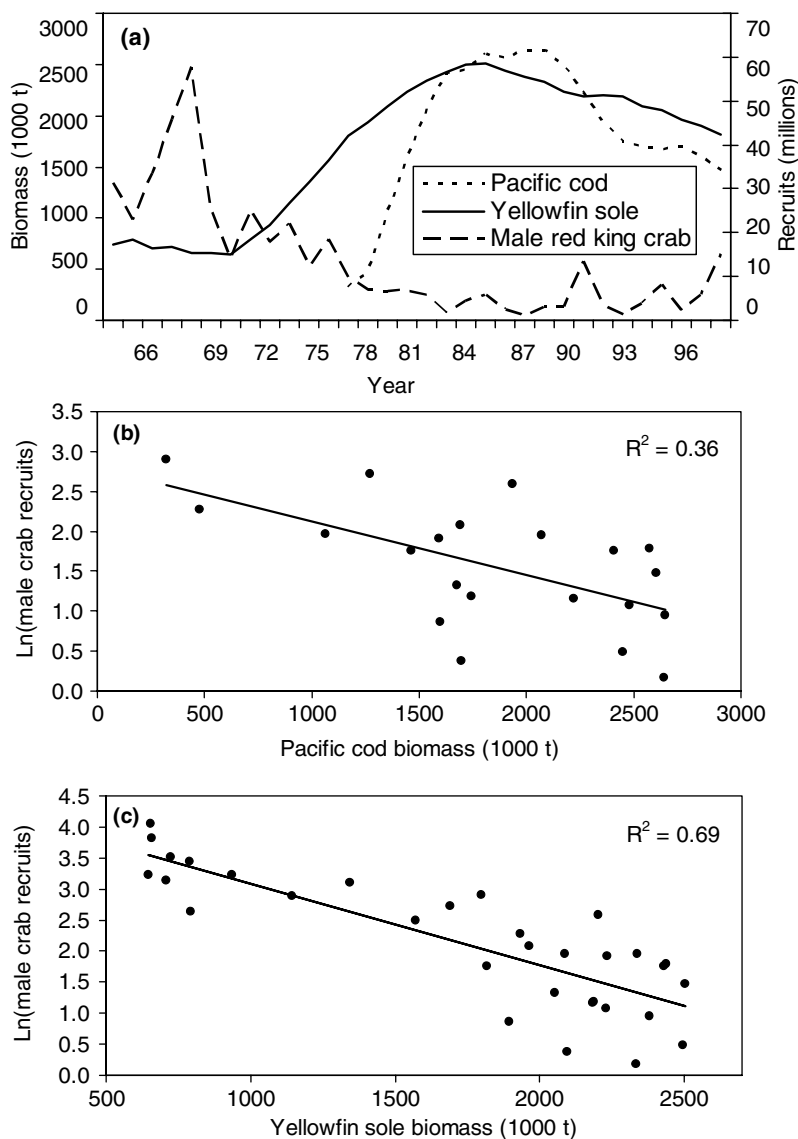 (a)
3000
2500
2000
1500
1000
500
0
Biomass (1000 t)
70
60
50
40
30
20
10
0
Recruits (millions)
Pacific cod
Yellowfin sole
Male red king crab
66 69 72 75 78 81 84 87 90 93 96
Year
(b)
R² = 0.36
3.5
3.0
2.5
2.0
1.5
1.0
0.5
0.0
Ln(male crab recruits)
0 500 1000 1500 2000 2500 3000
Pacific cod biomass (1000 t)
(c)
R² = 0.69
4.5
4.0
3.5
3.0
2.5
2.0
1.5
1.0
0.5
0.0
Ln(male crab recruits)
500 1000 1500 2000 2500
Yellowfin sole biomass (1000 t)